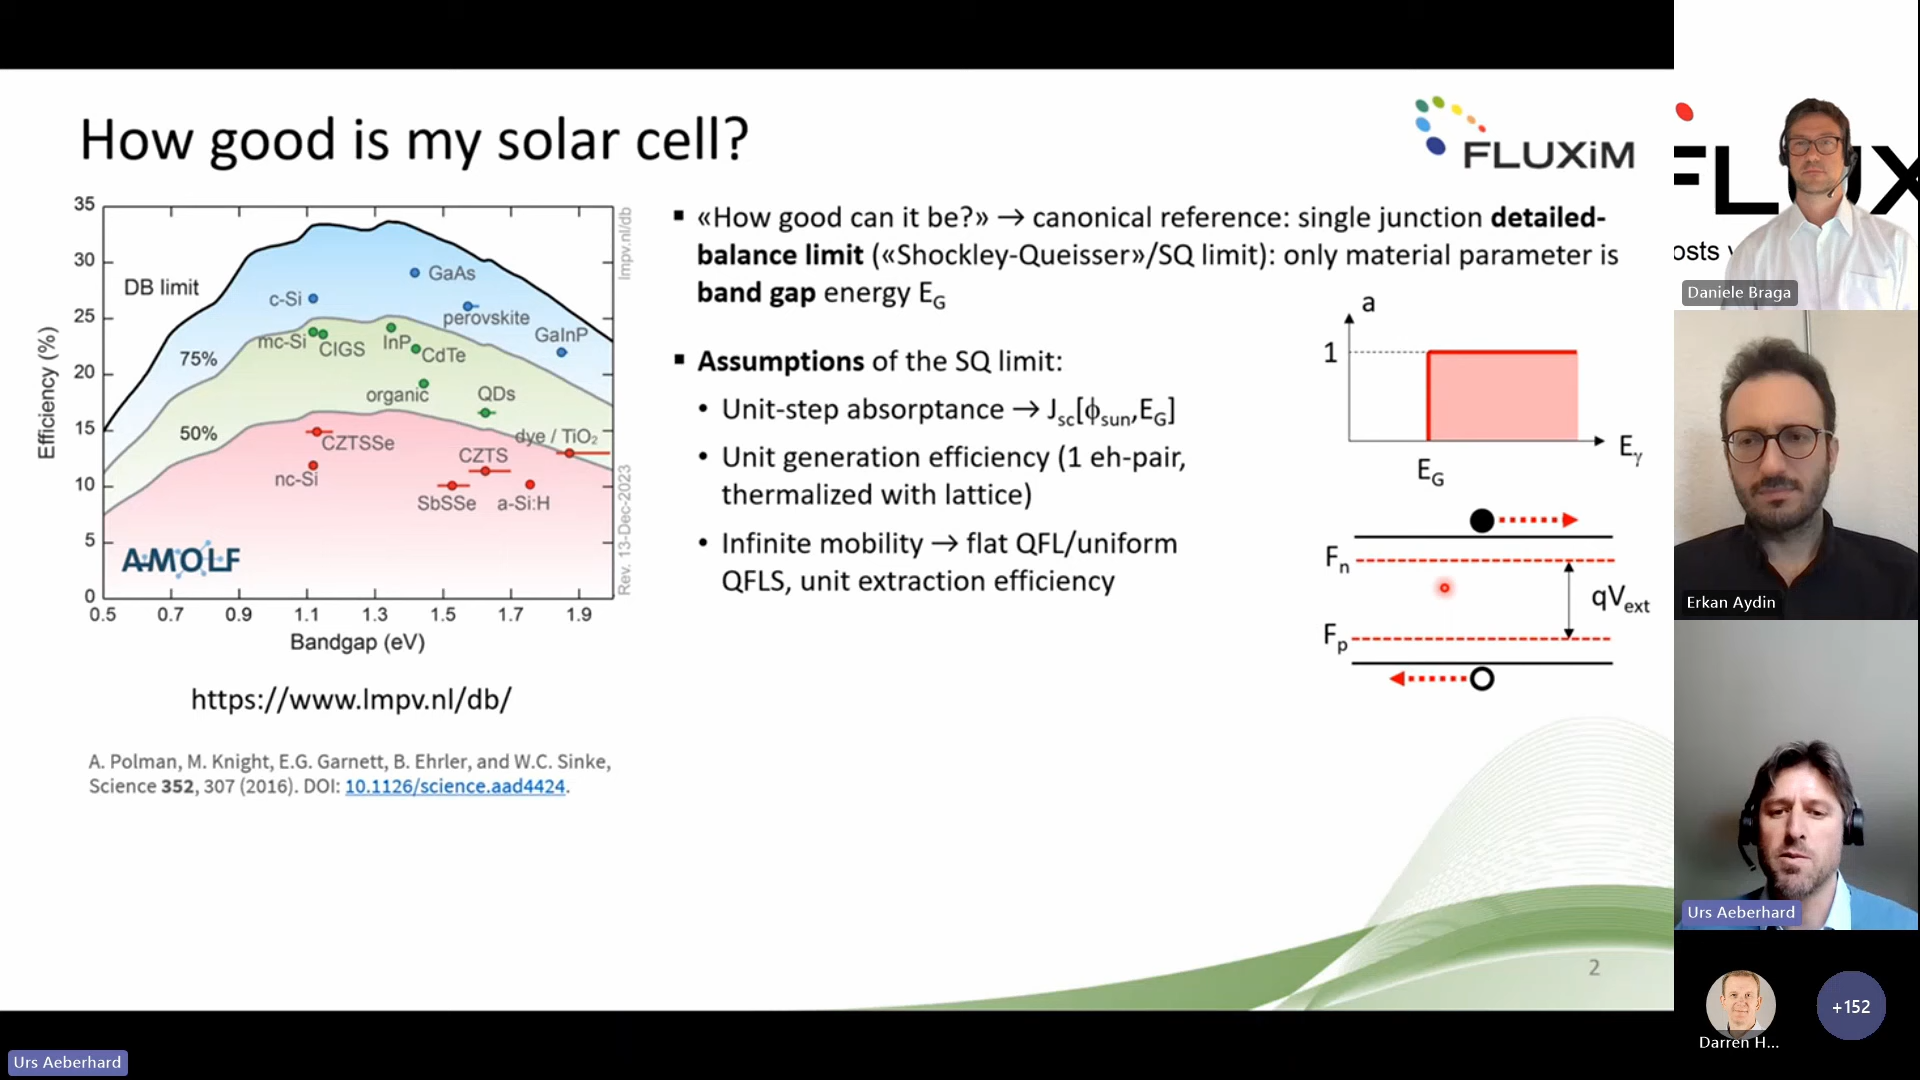 How good is my solar cell?
FLUXiM
35
30
25
20
15
10
5
0
0.5 0.7 0.9 1.1 1.3 1.5 1.7 1.9
Efficiency (%)
Bandgap (eV)
DB limit
75%
50%
GaAs
c-Si
perovskite
GaInP
mc-Si
CIGS
InP
CdTe
organic
QDs
dye / TiO₂
CZTSSe
CZTS
nc-Si
SbSSe
a-Si:H
AMOLF
lmpv.nl/db
Rev. 13-Dec-2023
https://www.lmpv.nl/db/
A. Polman, M. Knight, E.G. Garnett, B. Ehrler, and W.C. Sinke,
Science 352, 307 (2016). DOI: 10.1126/science.aad4424.
▪ «How good can it be?» → canonical reference: single junction detailed-
balance limit («Shockley-Queisser»/SQ limit): only material parameter is
band gap energy E_G
▪ Assumptions of the SQ limit:
• Unit-step absorptance → J_sc[ϕ_sun,E_G]
• Unit generation efficiency (1 eh-pair,
thermalized with lattice)
• Infinite mobility → flat QFL/uniform
QFLS, unit extraction efficiency
a
1
E_γ
E_G
F_n
qV_ext
F_p
2
FLUX
osts
Daniele Braga
Erkan Aydin
Urs Aeberhard
Darren H...
+152
Urs Aeberhard